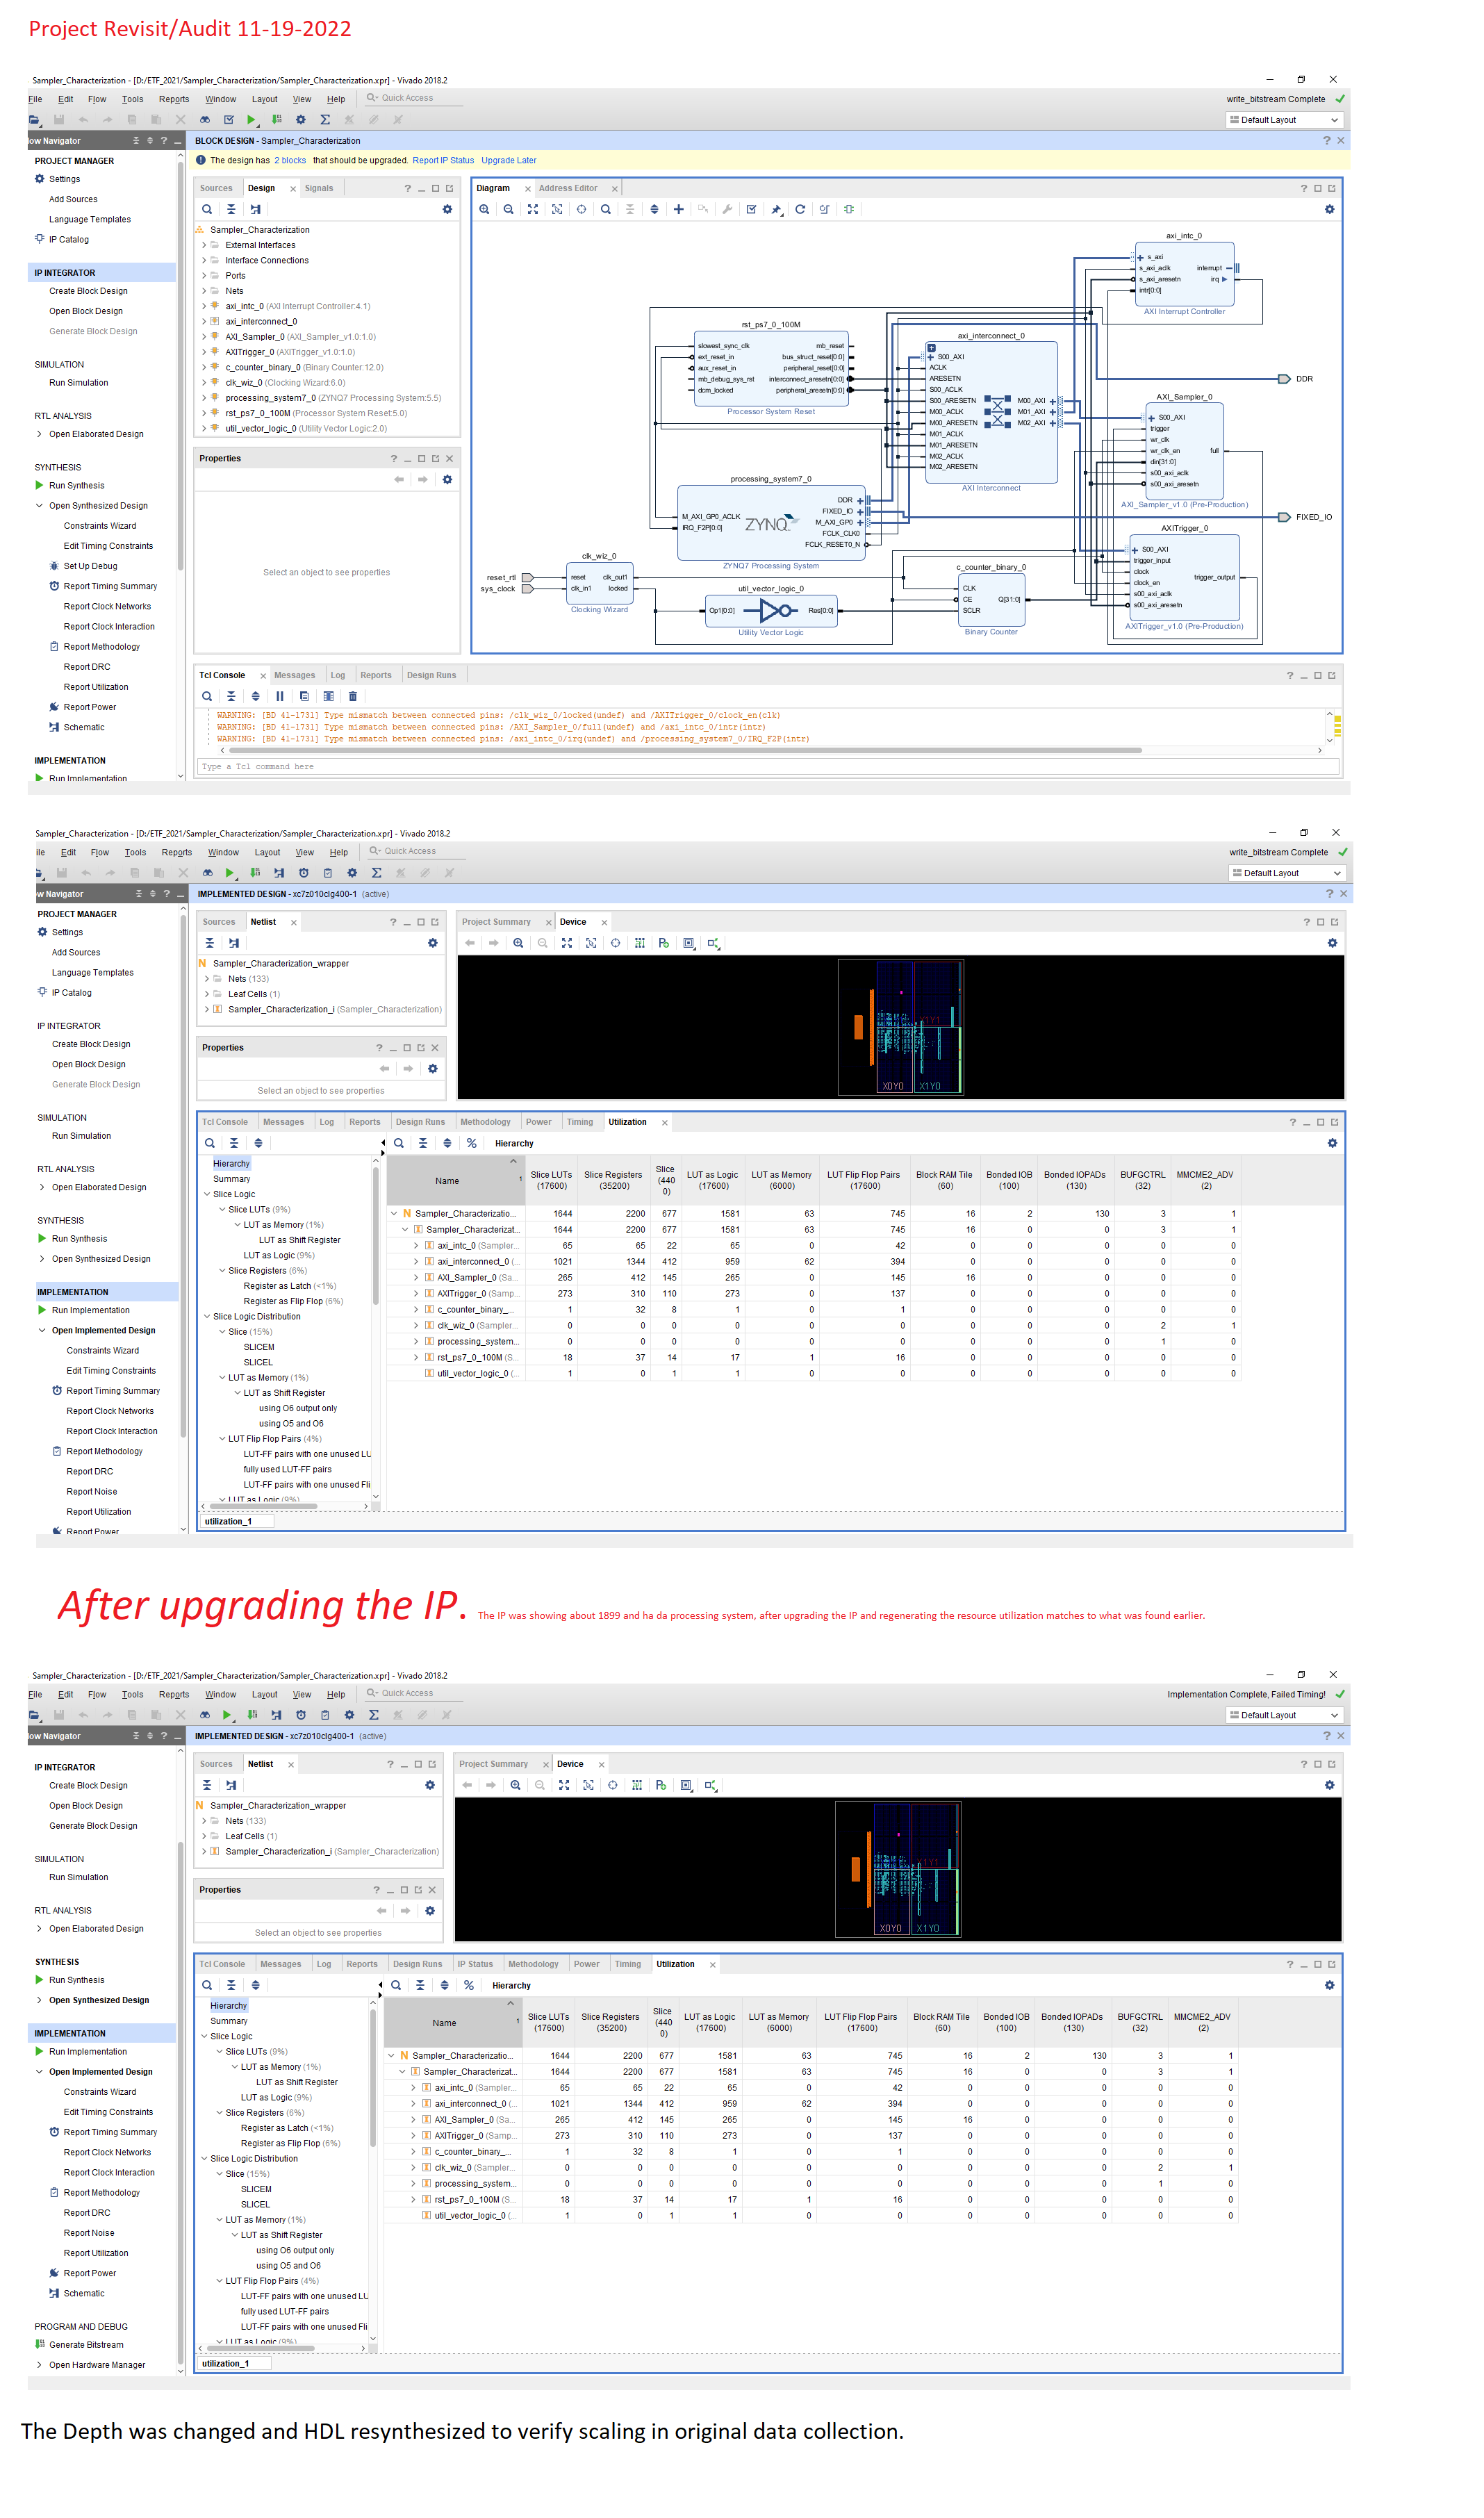 Project Revisit/Audit 11-19-2022
Sampler_Characterization - [D:/ETF_2021/Sampler_Characterization/Sampler_Characterization.xpr] - Vivado 2018.2
File Edit Flow Tools Reports Window Layout View Help Quick Access
write_bitstream Complete
Default Layout
ow Navigator
BLOCK DESIGN - Sampler_Characterization
The design has 2 blocks that should be upgraded. Report IP Status Upgrade Later
PROJECT MANAGER
Settings
Add Sources
Language Templates
IP Catalog
IP INTEGRATOR
Create Block Design
Open Block Design
Generate Block Design
SIMULATION
Run Simulation
RTL ANALYSIS
Open Elaborated Design
SYNTHESIS
Run Synthesis
Open Synthesized Design
Constraints Wizard
Edit Timing Constraints
Set Up Debug
Report Timing Summary
Report Clock Networks
Report Clock Interaction
Report Methodology
Report DRC
Report Utilization
Report Power
Schematic
IMPLEMENTATION
Run Implementation
Sources Design Signals
Sampler_Characterization
External Interfaces
Interface Connections
Ports
Nets
axi_intc_0 (AXI Interrupt Controller:4.1)
axi_interconnect_0
AXI_Sampler_0 (AXI_Sampler_v1.0:1.0)
AXITrigger_0 (AXITrigger_v1.0:1.0)
c_counter_binary_0 (Binary Counter:12.0)
clk_wiz_0 (Clocking Wizard:6.0)
processing_system7_0 (ZYNQ7 Processing System:5.5)
rst_ps7_0_100M (Processor System Reset:5.0)
util_vector_logic_0 (Utility Vector Logic:2.0)
Properties
Select an object to see properties
Diagram Address Editor
axi_intc_0
s_axi
s_axi_aclk interrupt
s_axi_aresetn irq
intr[0:0]
AXI Interrupt Controller
rst_ps7_0_100M
slowest_sync_clk mb_reset
ext_reset_in bus_struct_reset[0:0]
aux_reset_in peripheral_reset[0:0]
mb_debug_sys_rst interconnect_aresetn[0:0]
dcm_locked peripheral_aresetn[0:0]
Processor System Reset
axi_interconnect_0
S00_AXI
ACLK
ARESETN
S00_ACLK
S00_ARESETN M00_AXI
M00_ACLK M01_AXI
M00_ARESETN M02_AXI
M01_ACLK
M01_ARESETN
M02_ACLK
M02_ARESETN
AXI Interconnect
DDR
AXI_Sampler_0
S00_AXI
trigger
wr_clk
wr_clk_en full
din[31:0]
s00_axi_aclk
s00_axi_aresetn
AXI_Sampler_v1.0 (Pre-Production)
FIXED_IO
processing_system7_0
DDR
FIXED_IO
M_AXI_GP0_ACLK M_AXI_GP0
IRQ_F2P[0:0] ZYNQ FCLK_CLK0
FCLK_RESET0_N
ZYNQ7 Processing System
AXITrigger_0
S00_AXI
trigger_input
clock trigger_output
clock_en
s00_axi_aclk
s00_axi_aresetn
AXITrigger_v1.0 (Pre-Production)
clk_wiz_0
reset_rtl reset clk_out1
sys_clock clk_in1 locked
Clocking Wizard
util_vector_logic_0
Op1[0:0] Res[0:0]
Utility Vector Logic
c_counter_binary_0
CLK
CE Q[31:0]
SCLR
Binary Counter
Tcl Console Messages Log Reports Design Runs
WARNING: [BD 41-1731] Type mismatch between connected pins: /clk_wiz_0/locked(undef) and /AXITrigger_0/clock_en(clk)
WARNING: [BD 41-1731] Type mismatch between connected pins: /AXI_Sampler_0/full(undef) and /axi_intc_0/intr(intr)
WARNING: [BD 41-1731] Type mismatch between connected pins: /axi_intc_0/irq(undef) and /processing_system7_0/IRQ_F2P(intr)
Type a Tcl command here
Sampler_Characterization - [D:/ETF_2021/Sampler_Characterization/Sampler_Characterization.xpr] - Vivado 2018.2
ile Edit Flow Tools Reports Window Layout View Help Quick Access
write_bitstream Complete
Default Layout
w Navigator
IMPLEMENTED DESIGN - xc7z010clg400-1 (active)
PROJECT MANAGER
Settings
Add Sources
Language Templates
IP Catalog
IP INTEGRATOR
Create Block Design
Open Block Design
Generate Block Design
SIMULATION
Run Simulation
RTL ANALYSIS
Open Elaborated Design
SYNTHESIS
Run Synthesis
Open Synthesized Design
IMPLEMENTATION
Run Implementation
Open Implemented Design
Constraints Wizard
Edit Timing Constraints
Report Timing Summary
Report Clock Networks
Report Clock Interaction
Report Methodology
Report DRC
Report Noise
Report Utilization
Report Power
Sources Netlist
Sampler_Characterization_wrapper
Nets (133)
Leaf Cells (1)
Sampler_Characterization_i (Sampler_Characterization)
Properties
Select an object to see properties
Project Summary Device
X1Y1
X0Y0 X1Y0
Tcl Console Messages Log Reports Design Runs Methodology Power Timing Utilization
Hierarchy
Hierarchy
Summary
Slice Logic
Slice LUTs (9%)
LUT as Memory (1%)
LUT as Shift Register
LUT as Logic (9%)
Slice Registers (6%)
Register as Latch (<1%)
Register as Flip Flop (6%)
Slice Logic Distribution
Slice (15%)
SLICEM
SLICEL
LUT as Memory (1%)
LUT as Shift Register
using O6 output only
using O5 and O6
LUT Flip Flop Pairs (4%)
LUT-FF pairs with one unused LU
fully used LUT-FF pairs
LUT-FF pairs with one unused Fli
LUT as Logic (9%)
Name 1 Slice LUTs (17600) Slice Registers (35200) Slice (4400) LUT as Logic (17600) LUT as Memory (6000) LUT Flip Flop Pairs (17600) Block RAM Tile (60) Bonded IOB (100) Bonded IOPADs (130) BUFGCTRL (32) MMCME2_ADV (2)
Sampler_Characterizatio... 1644 2200 677 1581 63 745 16 2 130 3 1
Sampler_Characterizat... 1644 2200 677 1581 63 745 16 0 0 3 1
axi_intc_0 (Sampler... 65 65 22 65 0 42 0 0 0 0 0
axi_interconnect_0 (... 1021 1344 412 959 62 394 0 0 0 0 0
AXI_Sampler_0 (Sa... 265 412 145 265 0 145 16 0 0 0 0
AXITrigger_0 (Samp... 273 310 110 273 0 137 0 0 0 0 0
c_counter_binary_... 1 32 8 1 0 1 0 0 0 0 0
clk_wiz_0 (Sampler... 0 0 0 0 0 0 0 0 0 2 1
processing_system... 0 0 0 0 0 0 0 0 0 1 0
rst_ps7_0_100M (S... 18 37 14 17 1 16 0 0 0 0 0
util_vector_logic_0 (... 1 0 1 1 0 0 0 0 0 0 0
utilization_1
After upgrading the IP. The IP was showing about 1899 and ha da processing system, after upgrading the IP and regenerating the resource utilization matches to what was found earlier.
Sampler_Characterization - [D:/ETF_2021/Sampler_Characterization/Sampler_Characterization.xpr] - Vivado 2018.2
File Edit Flow Tools Reports Window Layout View Help Quick Access
Implementation Complete, Failed Timing!
Default Layout
ow Navigator
IMPLEMENTED DESIGN - xc7z010clg400-1 (active)
IP INTEGRATOR
Create Block Design
Open Block Design
Generate Block Design
SIMULATION
Run Simulation
RTL ANALYSIS
Open Elaborated Design
SYNTHESIS
Run Synthesis
Open Synthesized Design
IMPLEMENTATION
Run Implementation
Open Implemented Design
Constraints Wizard
Edit Timing Constraints
Report Timing Summary
Report Clock Networks
Report Clock Interaction
Report Methodology
Report DRC
Report Noise
Report Utilization
Report Power
Schematic
PROGRAM AND DEBUG
Generate Bitstream
Open Hardware Manager
Sources Netlist
Sampler_Characterization_wrapper
Nets (133)
Leaf Cells (1)
Sampler_Characterization_i (Sampler_Characterization)
Properties
Select an object to see properties
Project Summary Device
X1Y1
X0Y0 X1Y0
Tcl Console Messages Log Reports Design Runs IP Status Methodology Power Timing Utilization
Hierarchy
Hierarchy
Summary
Slice Logic
Slice LUTs (9%)
LUT as Memory (1%)
LUT as Shift Register
LUT as Logic (9%)
Slice Registers (6%)
Register as Latch (<1%)
Register as Flip Flop (6%)
Slice Logic Distribution
Slice (15%)
SLICEM
SLICEL
LUT as Memory (1%)
LUT as Shift Register
using O6 output only
using O5 and O6
LUT Flip Flop Pairs (4%)
LUT-FF pairs with one unused LU
fully used LUT-FF pairs
LUT-FF pairs with one unused Fli
LUT as Logic (9%)
Name 1 Slice LUTs (17600) Slice Registers (35200) Slice (4400) LUT as Logic (17600) LUT as Memory (6000) LUT Flip Flop Pairs (17600) Block RAM Tile (60) Bonded IOB (100) Bonded IOPADs (130) BUFGCTRL (32) MMCME2_ADV (2)
Sampler_Characterizatio... 1644 2200 677 1581 63 745 16 2 130 3 1
Sampler_Characterizat... 1644 2200 677 1581 63 745 16 0 0 3 1
axi_intc_0 (Sampler... 65 65 22 65 0 42 0 0 0 0 0
axi_interconnect_0 (... 1021 1344 412 959 62 394 0 0 0 0 0
AXI_Sampler_0 (Sa... 265 412 145 265 0 145 16 0 0 0 0
AXITrigger_0 (Samp... 273 310 110 273 0 137 0 0 0 0 0
c_counter_binary_... 1 32 8 1 0 1 0 0 0 0 0
clk_wiz_0 (Sampler... 0 0 0 0 0 0 0 0 0 2 1
processing_system... 0 0 0 0 0 0 0 0 0 1 0
rst_ps7_0_100M (S... 18 37 14 17 1 16 0 0 0 0 0
util_vector_logic_0 (... 1 0 1 1 0 0 0 0 0 0 0
utilization_1
The Depth was changed and HDL resynthesized to verify scaling in original data collection.